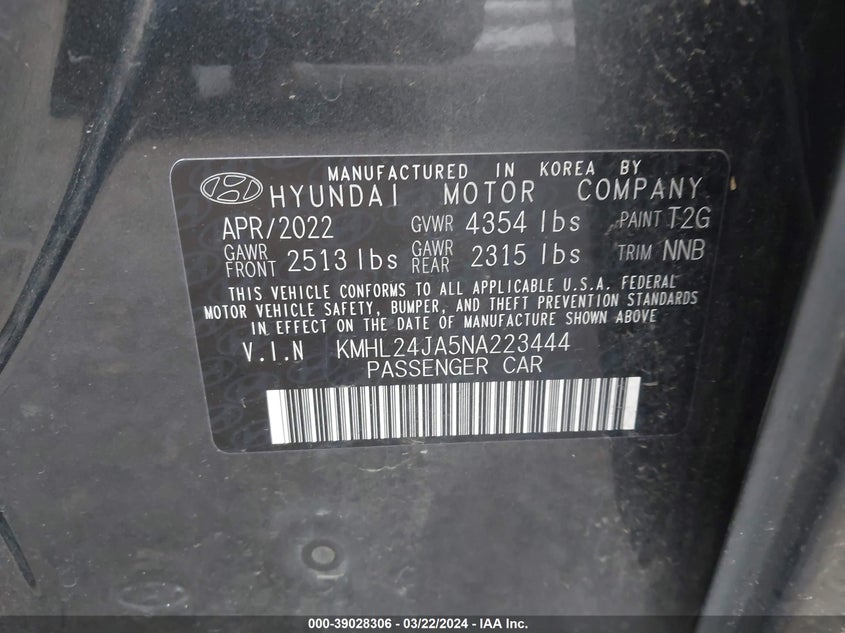 MANUFACTURED IN KOREA BY
HYUNDAI MOTOR COMPANY
APR/2022 GVWR 4354 lbs PAINT T2G
GAWR FRONT 2513 lbs GAWR REAR 2315 lbs TRIM NNB
THIS VEHICLE CONFORMS TO ALL APPLICABLE U.S.A. FEDERAL
MOTOR VEHICLE SAFETY, BUMPER, AND THEFT PREVENTION STANDARDS
IN EFFECT ON THE DATE OF MANUFACTURE SHOWN ABOVE
V.I.N KMHL24JA5NA223444
PASSENGER CAR
000-39028306 - 03/22/2024 - IAA Inc.